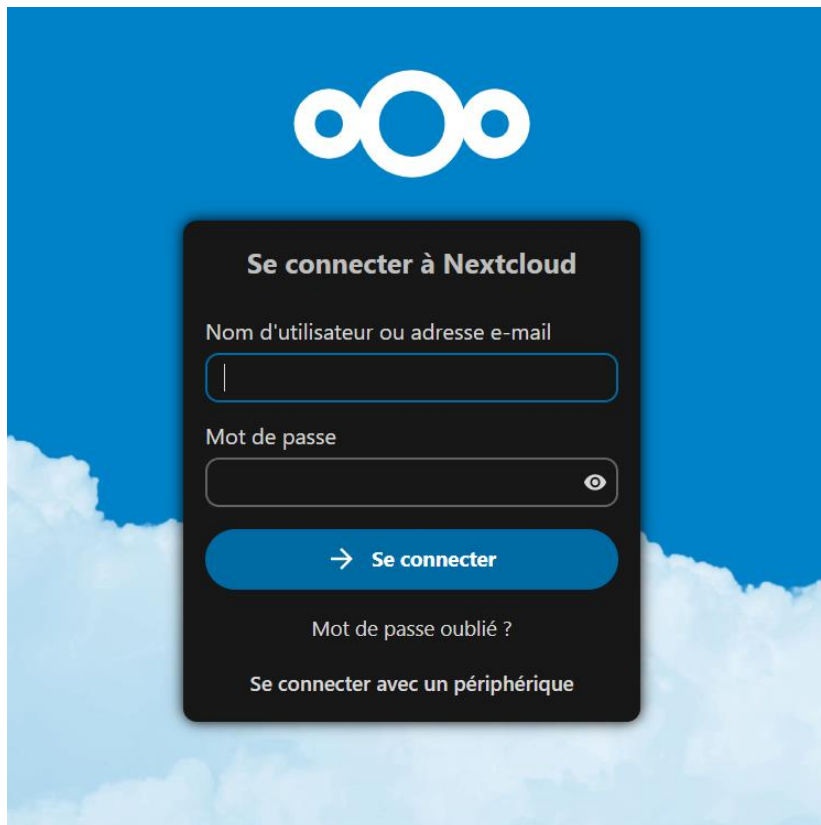 Se connecter à Nextcloud
Nom d'utilisateur ou adresse e-mail
Mot de passe
Se connecter
Mot de passe oublié ?
Se connecter avec un périphérique